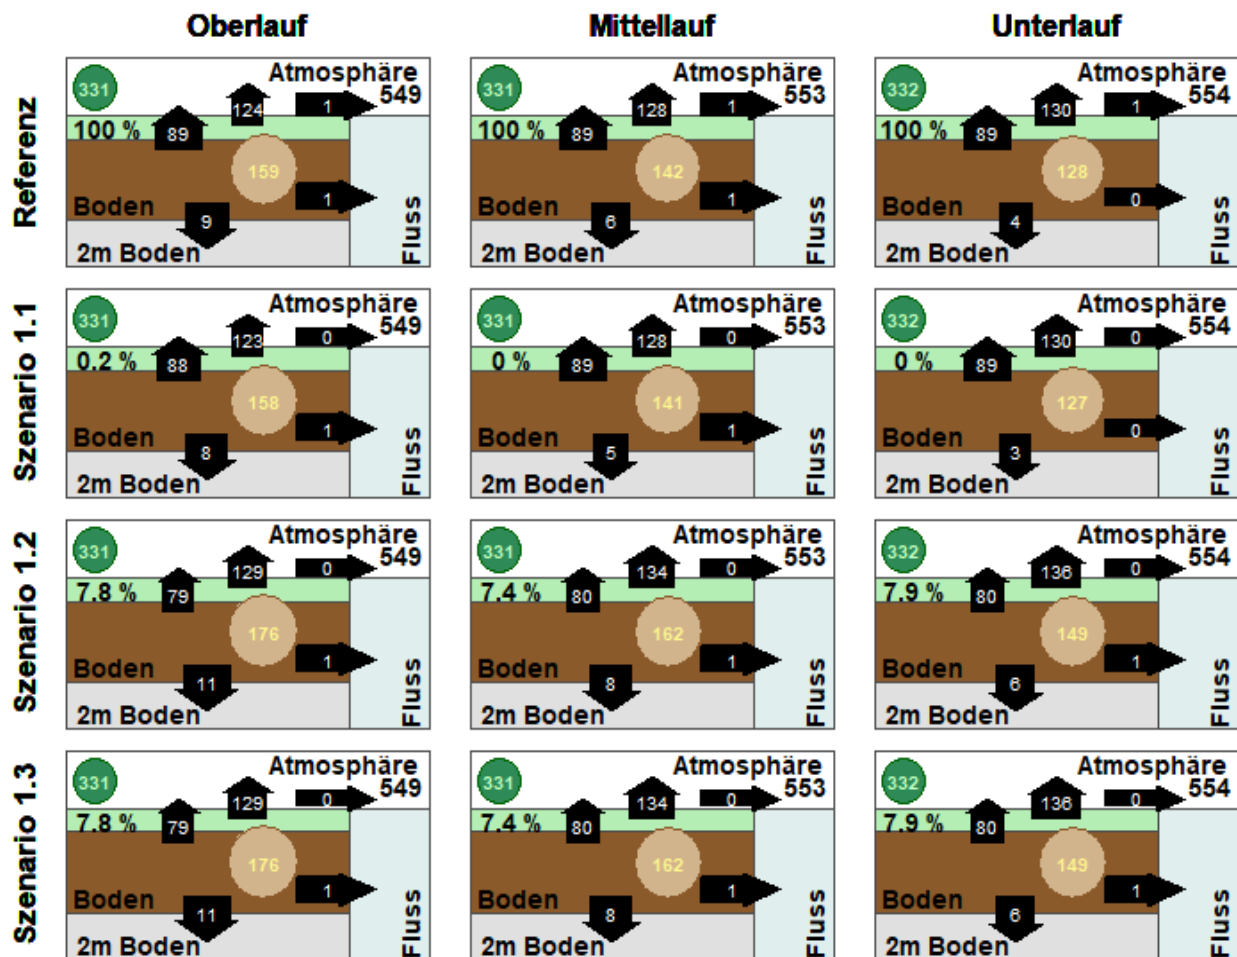 Oberlauf Mittellauf Unterlauf
Referenz
331 Atmosphäre 549
124 1
100 % 89
159
Boden 1
9
2m Boden Fluss
331 Atmosphäre 553
128 1
100 % 89
142
Boden 1
6
2m Boden Fluss
332 Atmosphäre 554
130 1
100 % 89
128
Boden 0
4
2m Boden Fluss
Szenario 1.1
331 Atmosphäre 549
123 0
0.2 % 88
158
Boden 1
8
2m Boden Fluss
331 Atmosphäre 553
128 0
0 % 89
141
Boden 1
5
2m Boden Fluss
332 Atmosphäre 554
130 0
0 % 89
127
Boden 0
3
2m Boden Fluss
Szenario 1.2
331 Atmosphäre 549
129 0
7.8 % 79
176
Boden 1
11
2m Boden Fluss
331 Atmosphäre 553
134 0
7.4 % 80
162
Boden 1
8
2m Boden Fluss
332 Atmosphäre 554
136 0
7.9 % 80
149
Boden 1
6
2m Boden Fluss
Szenario 1.3
331 Atmosphäre 549
129 0
7.8 % 79
176
Boden 1
11
2m Boden Fluss
331 Atmosphäre 553
134 0
7.4 % 80
162
Boden 1
8
2m Boden Fluss
332 Atmosphäre 554
136 0
7.9 % 80
149
Boden 1
6
2m Boden Fluss